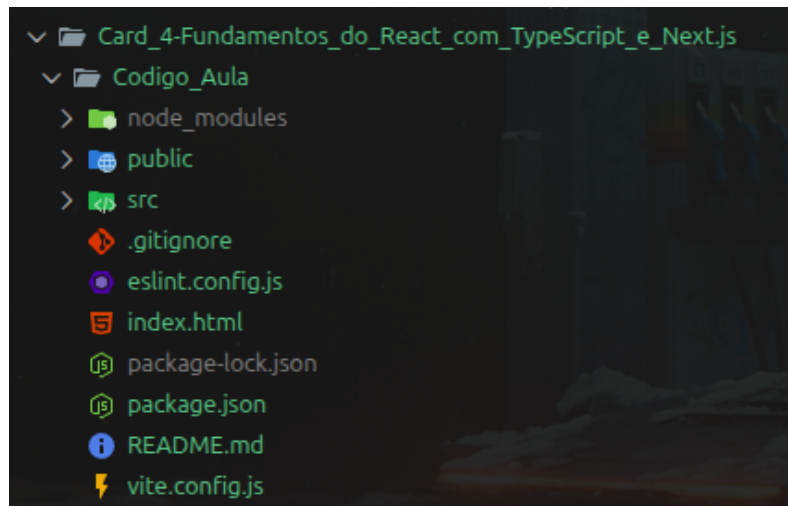 Card_4-Fundamentos_do_React_com_TypeScript_e_Next.js
Codigo_Aula
node_modules
public
src
.gitignore
eslint.config.js
index.html
package-lock.json
package.json
README.md
vite.config.js